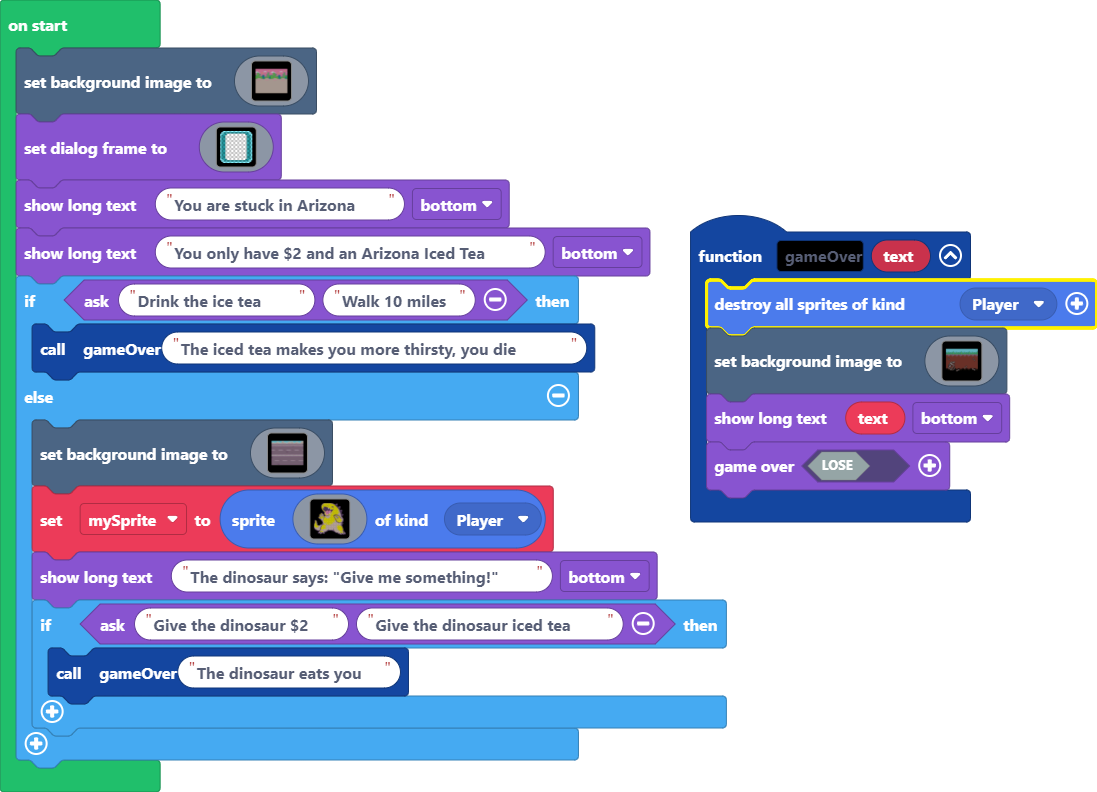 on start
set background image to
set dialog frame to
show long text "You are stuck in Arizona" bottom
show long text "You only have $2 and an Arizona Iced Tea" bottom
if ask "Drink the ice tea" "Walk 10 miles" then
call gameOver "The iced tea makes you more thirsty, you die"
else
set background image to
set mySprite to sprite of kind Player
show long text "The dinosaur says: "Give me something!"" bottom
if ask "Give the dinosaur $2" "Give the dinosaur iced tea" then
call gameOver "The dinosaur eats you"
function gameOver text
destroy all sprites of kind Player
set background image to
show long text text bottom
game over LOSE